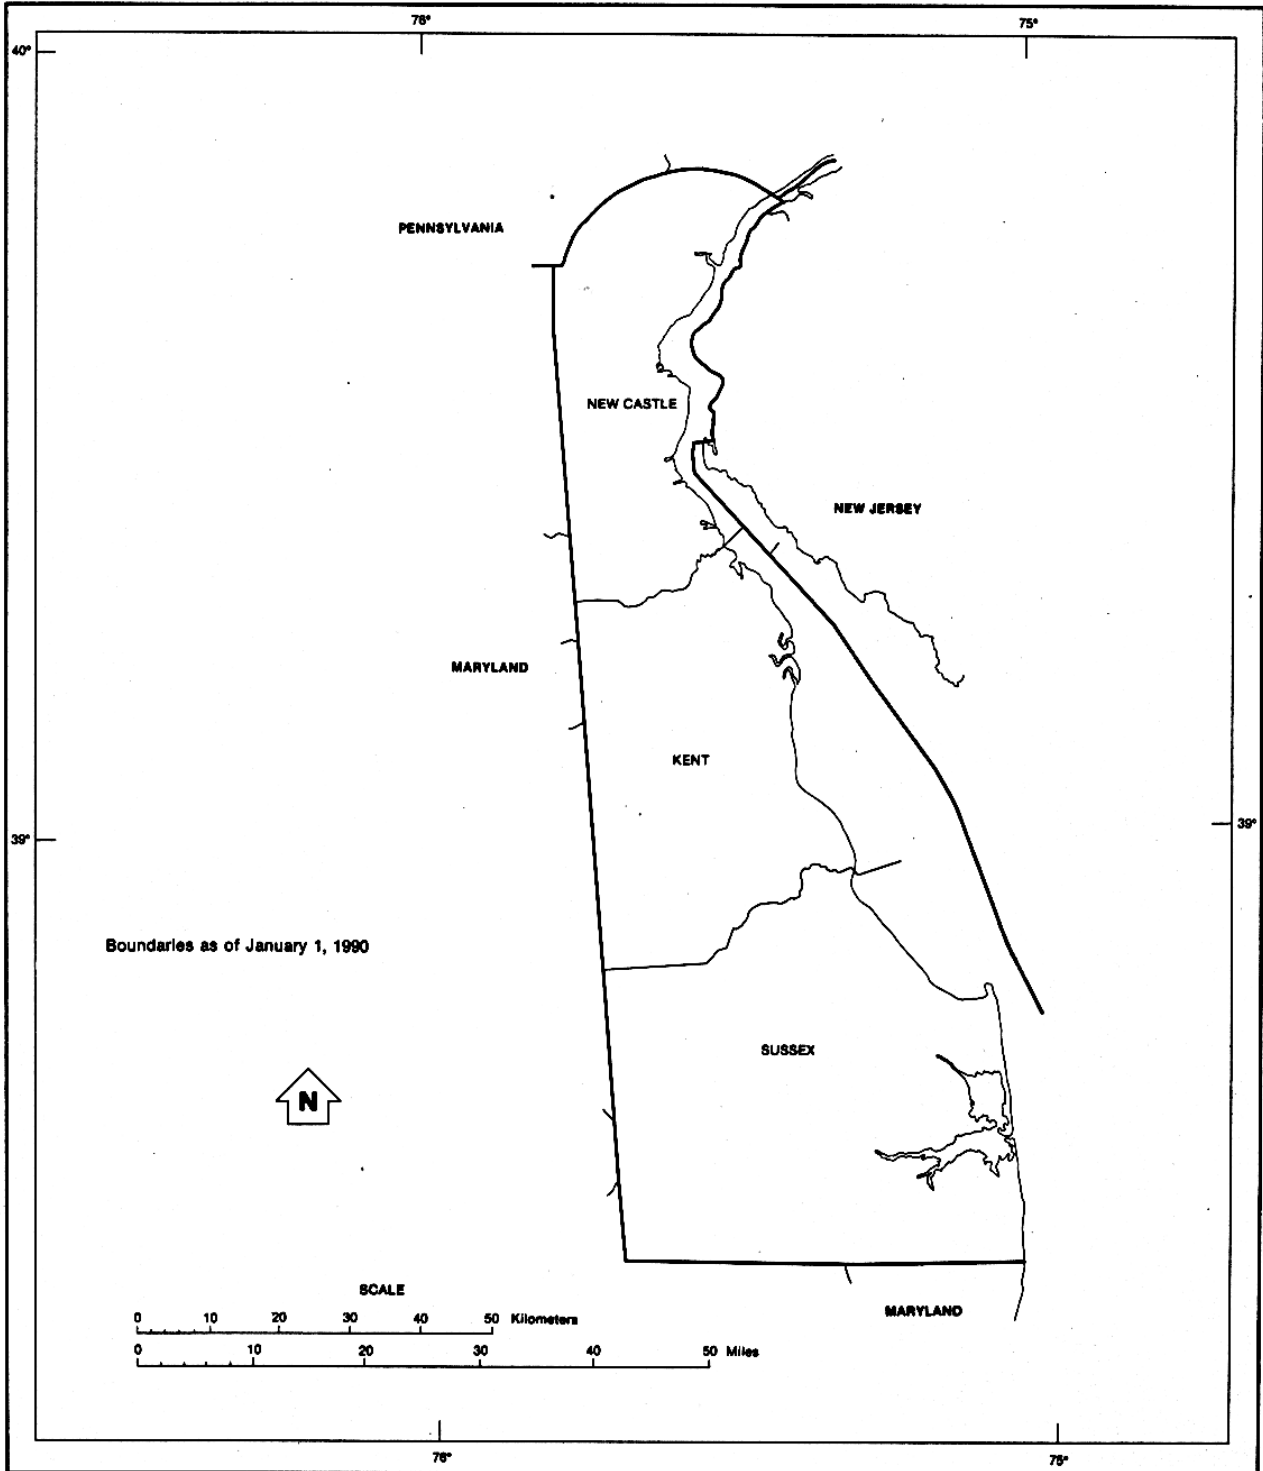 76°
75°
40°
PENNSYLVANIA
NEW CASTLE
NEW JERSEY
MARYLAND
KENT
39°
39°
Boundaries as of January 1, 1990
SUSSEX
N
SCALE
0 10 20 30 40 50 Kilometers
MARYLAND
0 10 20 30 40 50 Miles
76°
75°